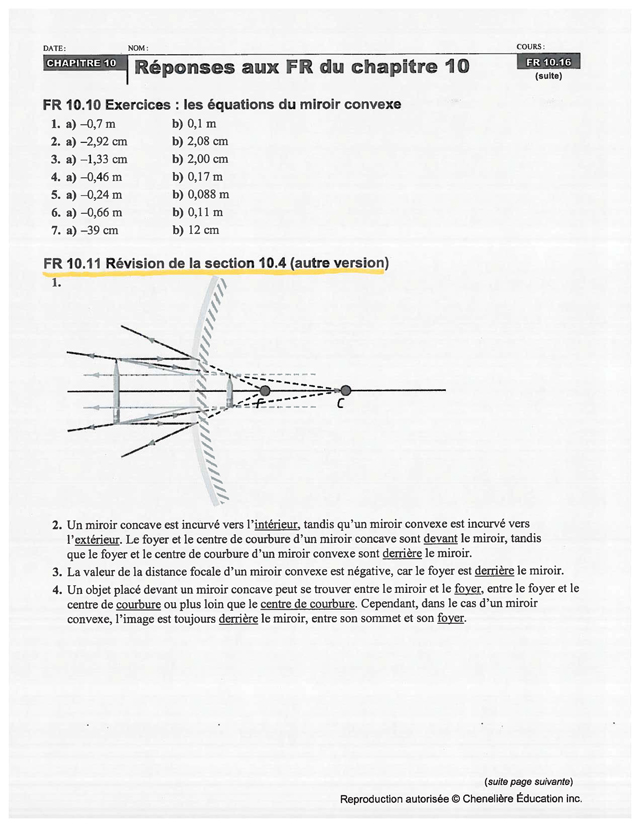 DATE: NOM: COURS:
CHAPITRE 10 Réponses aux FR du chapitre 10 FR 10.16
(suite)
FR 10.10 Exercices : les équations du miroir convexe
1. a) –0,7 m b) 0,1 m
2. a) –2,92 cm b) 2,08 cm
3. a) –1,33 cm b) 2,00 cm
4. a) –0,46 m b) 0,17 m
5. a) –0,24 m b) 0,088 m
6. a) –0,66 m b) 0,11 m
7. a) –39 cm b) 12 cm
FR 10.11 Révision de la section 10.4 (autre version)
1.
F C
2. Un miroir concave est incurvé vers l'intérieur, tandis qu'un miroir convexe est incurvé vers
l'extérieur. Le foyer et le centre de courbure d'un miroir concave sont devant le miroir, tandis
que le foyer et le centre de courbure d'un miroir convexe sont derrière le miroir.
3. La valeur de la distance focale d'un miroir convexe est négative, car le foyer est derrière le miroir.
4. Un objet placé devant un miroir concave peut se trouver entre le miroir et le foyer, entre le foyer et le
centre de courbure ou plus loin que le centre de courbure. Cependant, dans le cas d'un miroir
convexe, l'image est toujours derrière le miroir, entre son sommet et son foyer.
(suite page suivante)
Reproduction autorisée © Chenelière Éducation inc.